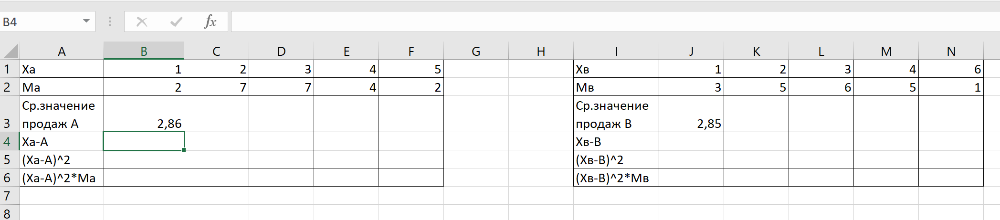 B4 fx
A B C D E F G H I J K L M N
1 Xa 1 2 3 4 5 Xв 1 2 3 4 6
2 Ma 2 7 7 4 2 Mв 3 5 6 5 1
Ср.значение Ср.значение
3 продаж А 2,86 продаж В 2,85
4 Xa-A Xв-B
5 (Xa-A)^2 (Xв-B)^2
6 (Xa-A)^2*Ma (Xв-B)^2*Mв
7
8